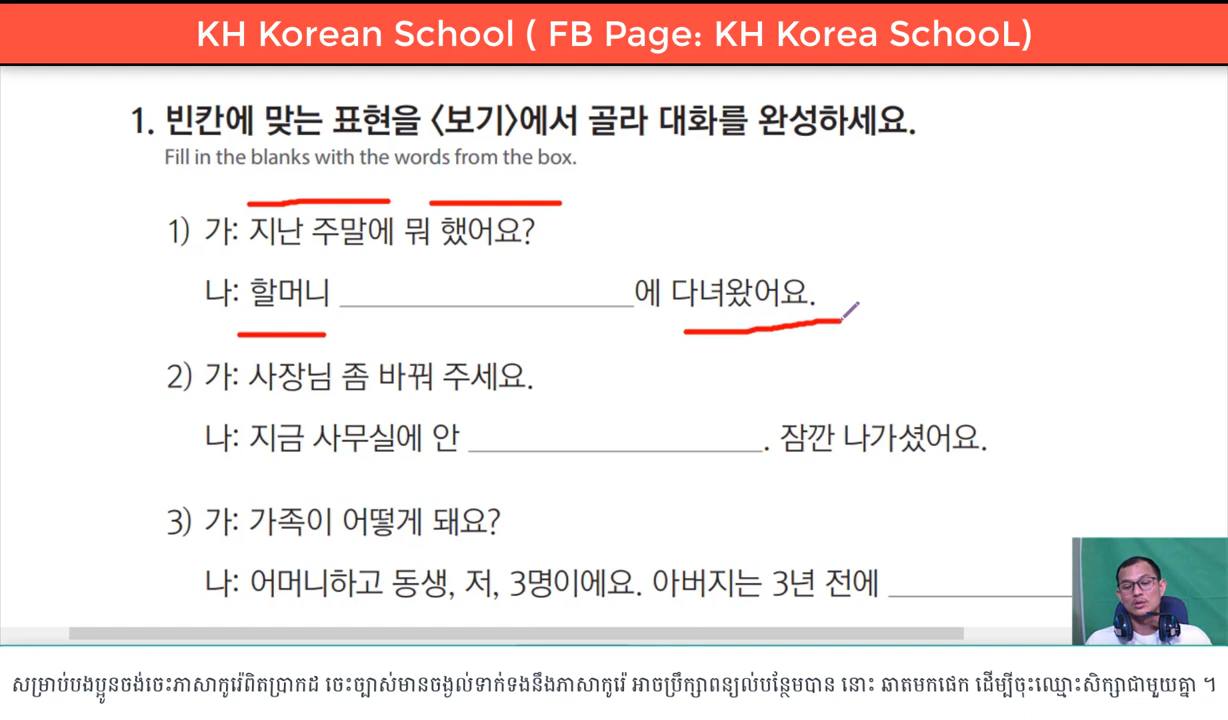 KH Korean School ( FB Page: KH Korea SchooL)
1. 빈칸에 맞는 표현을 〈보기〉에서 골라 대화를 완성하세요.
Fill in the blanks with the words from the box.
1) 가: 지난 주말에 뭐 했어요?
나: 할머니 ____________________에 다녀왔어요.
2) 가: 사장님 좀 바꿔 주세요.
나: 지금 사무실에 안 ____________________. 잠깐 나가셨어요.
3) 가: 가족이 어떻게 돼요?
나: 어머니하고 동생, 저, 3명이에요. 아버지는 3년 전에 ____________
សម្រាប់បងប្អូនចង់ចេះភាសាកូរ៉េពិតប្រាកដ ចេះច្បាស់មានចង្ងល់ទាក់ទងនឹងភាសាកូរ៉េ អាចប្រឹក្សាពន្យល់បន្ថែមបាន នោះ ឆាតមកផេក ដើម្បីចុះឈ្មោះសិក្សាជាមួយគ្នា ។